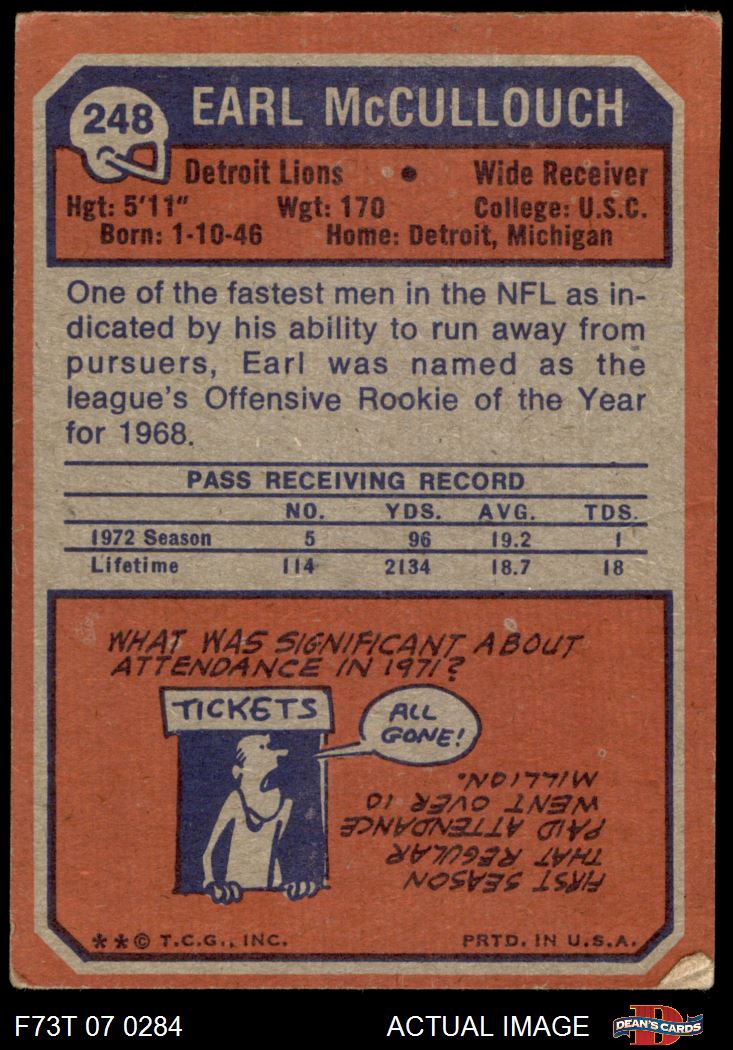 248
EARL McCULLOUCH
Detroit Lions • Wide Receiver
Hgt: 5'11" Wgt: 170 College: U.S.C.
Born: 1-10-46 Home: Detroit, Michigan
One of the fastest men in the NFL as in-
dicated by his ability to run away from
pursuers, Earl was named as the
league's Offensive Rookie of the Year
for 1968.
PASS RECEIVING RECORD
NO. YDS. AVG. TDS.
1972 Season 5 96 19.2 1
Lifetime 114 2134 18.7 18
WHAT WAS SIGNIFICANT ABOUT
ATTENDANCE IN 1971?
TICKETS
ALL
GONE!
FIRST SEASON
THAT REGULAR
PAID ATTENDANCE
WENT OVER 10
MILLION.
**© T.C.G., INC. PRTD. IN U.S.A.
F73T 07 0284 ACTUAL IMAGE
D
DEAN'S CARDS